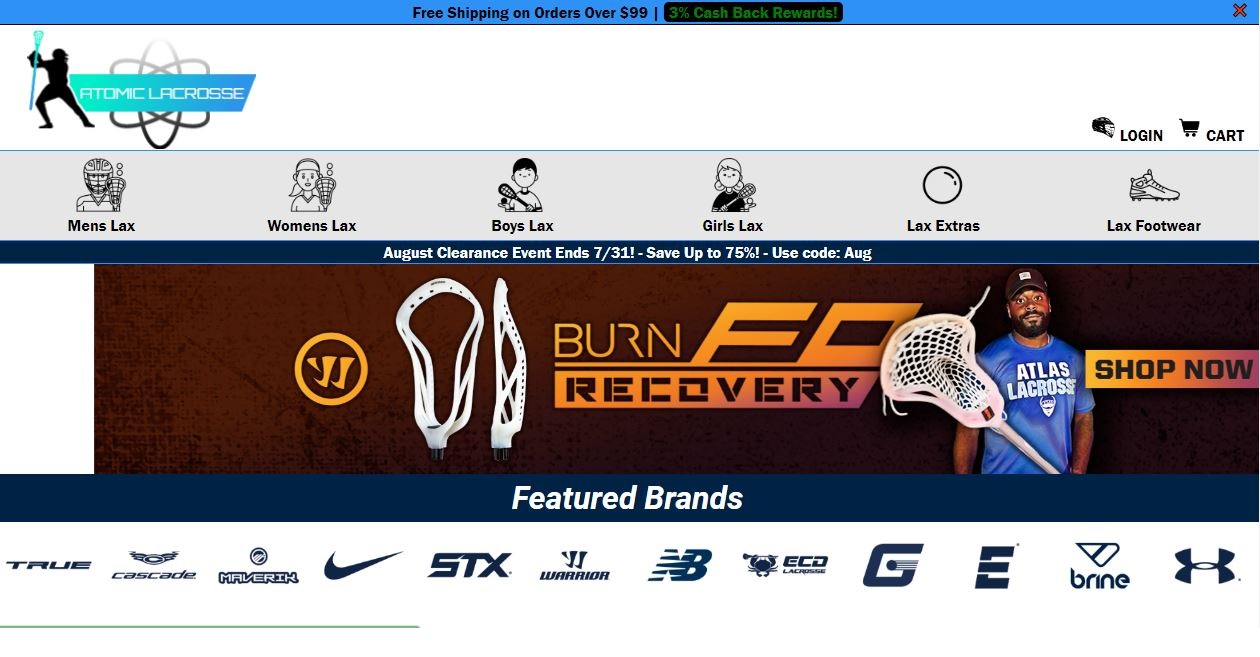 Free Shipping on Orders Over $99 | 3% Cash Back Rewards!
ATOMIC LACROSSE
LOGIN CART
Mens Lax Womens Lax Boys Lax Girls Lax Lax Extras Lax Footwear
August Clearance Event Ends 7/31! - Save Up to 75%! - Use code: Aug
BURN FO
RECOVERY
ATLAS
LACROSSE
SHOP NOW
Featured Brands
TRUE cascade MAVERIK STX WARRIOR NB ECD LACROSSE G E brine